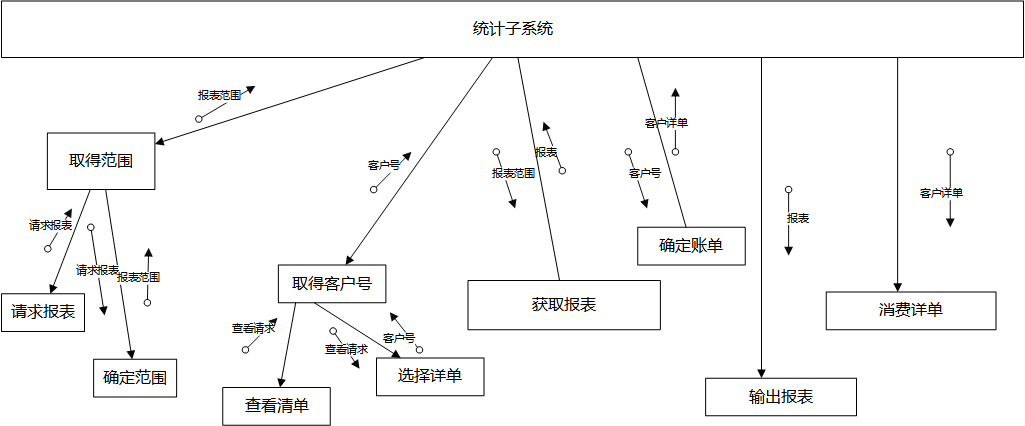 统计子系统
报表范围
客户详单
取得范围
客户号
报表
报表范围
客户号
客户详单
报表
请求报表
确定账单
请求报表
报表范围
取得客户号
请求报表
获取报表
消费详单
查看请求
客户号
查看请求
确定范围
选择详单
查看清单
输出报表